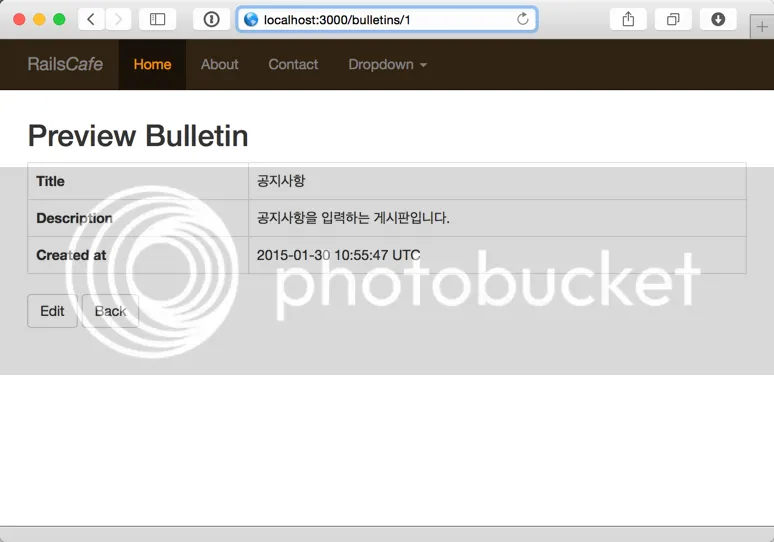 localhost:3000/bulletins/1
RailsCafe Home About Contact Dropdown
Preview Bulletin
Title 공지사항
Description 공지사항을 입력하는 게시판입니다.
Created at 2015-01-30 10:55:47 UTC
photobucket
Edit Back